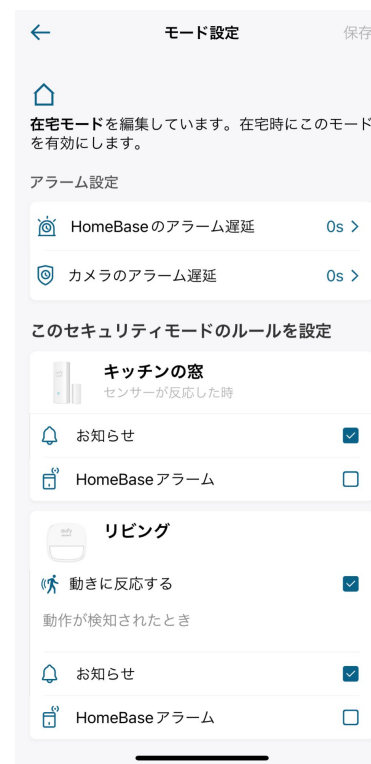 モード設定
保存
在宅モードを編集しています。在宅時にこのモード
を有効にします。
アラーム設定
HomeBaseのアラーム遅延 0s
カメラのアラーム遅延 0s
このセキュリティモードのルールを設定
キッチンの窓
センサーが反応した時
お知らせ
HomeBaseアラーム
eufy
リビング
動きに反応する
動作が検知されたとき
お知らせ
HomeBaseアラーム